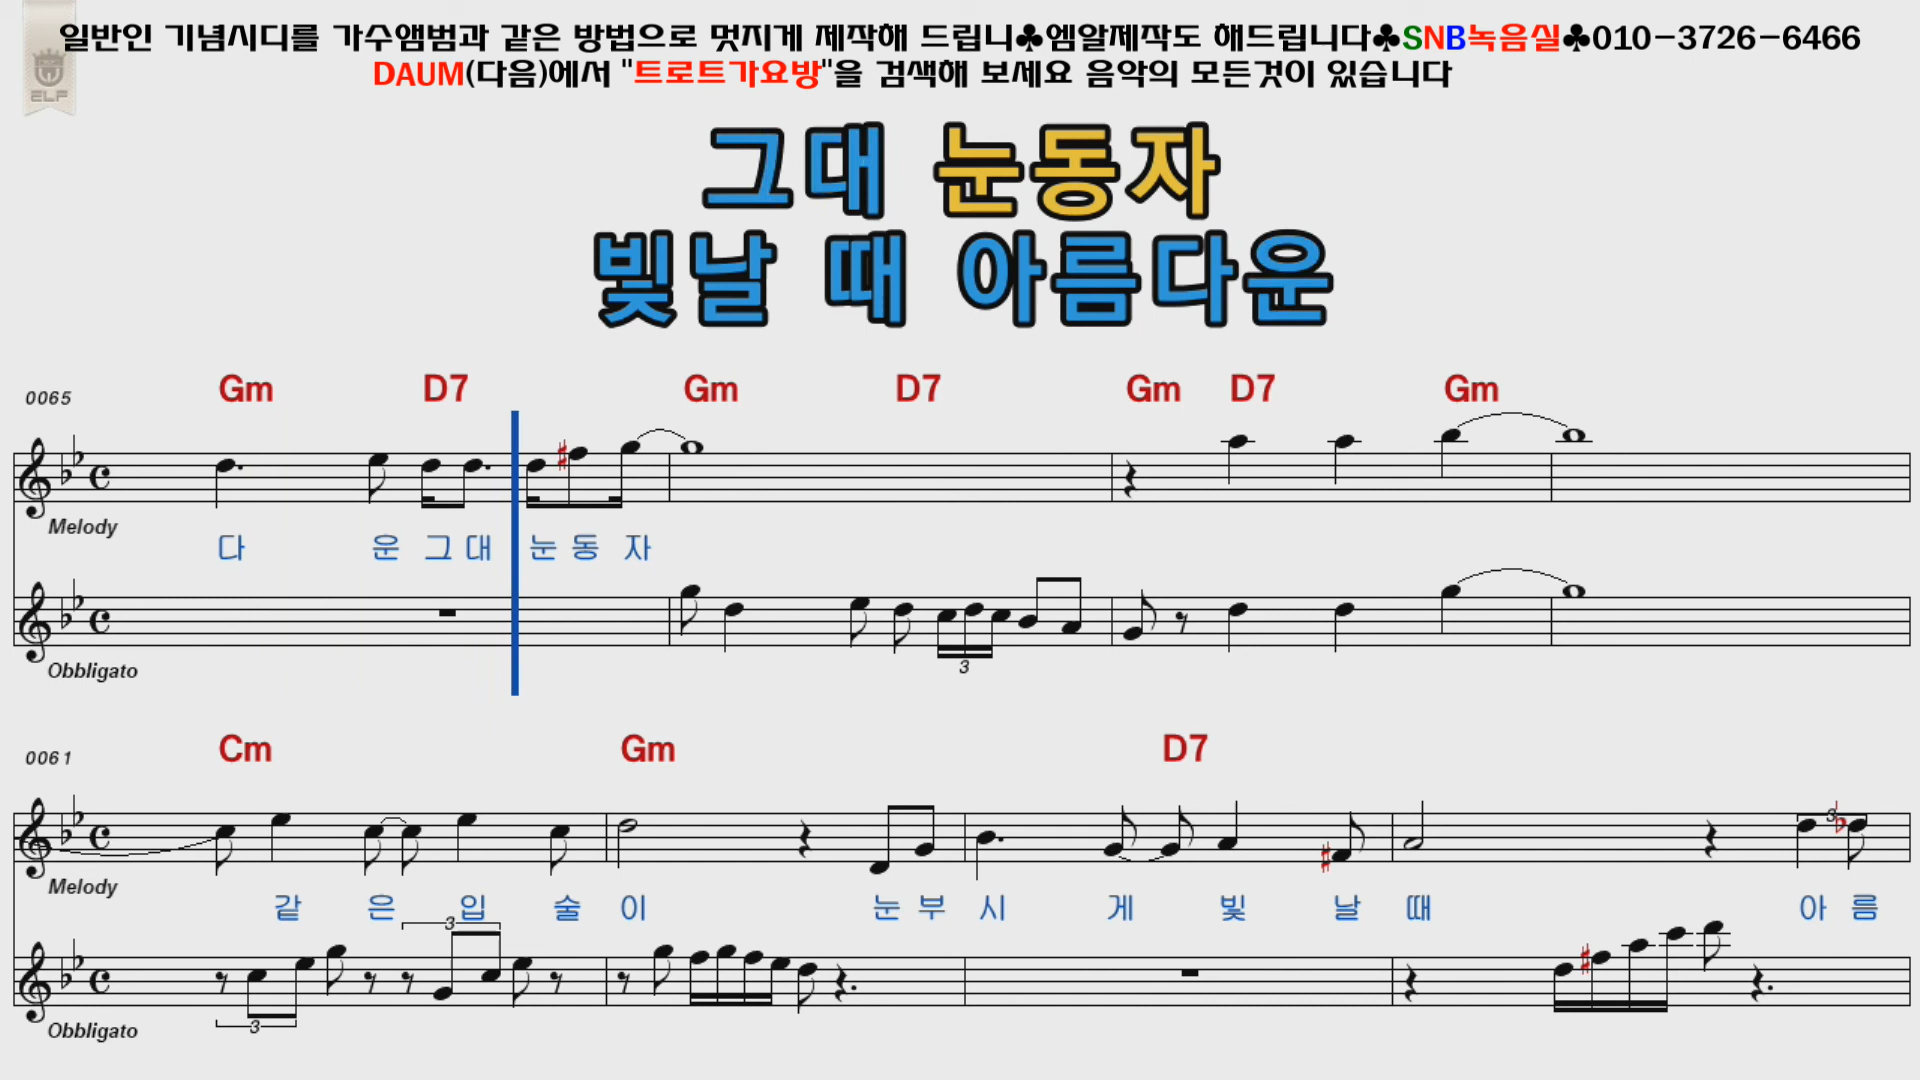 일반인 기념시디를 가수앰범과 같은 방법으로 멋지게 제작해 드립니♣엠알제작도 해드립니다♣SNB녹음실♣010-3726-6466
ELF
DAUM(다음)에서 "트로트가요방"을 검색해 보세요 음악의 모든것이 있습니다
그대 눈동자
빛날 때 아름다운
0065 Gm D7 Gm D7 Gm D7 Gm
Melody
다 운 그 대 눈 동 자
3
Obbligato
0061 Cm Gm D7
3
Melody
같 은 입 술 이 눈 부 시 게 빛 날 때 아 름
3
3
Obbligato